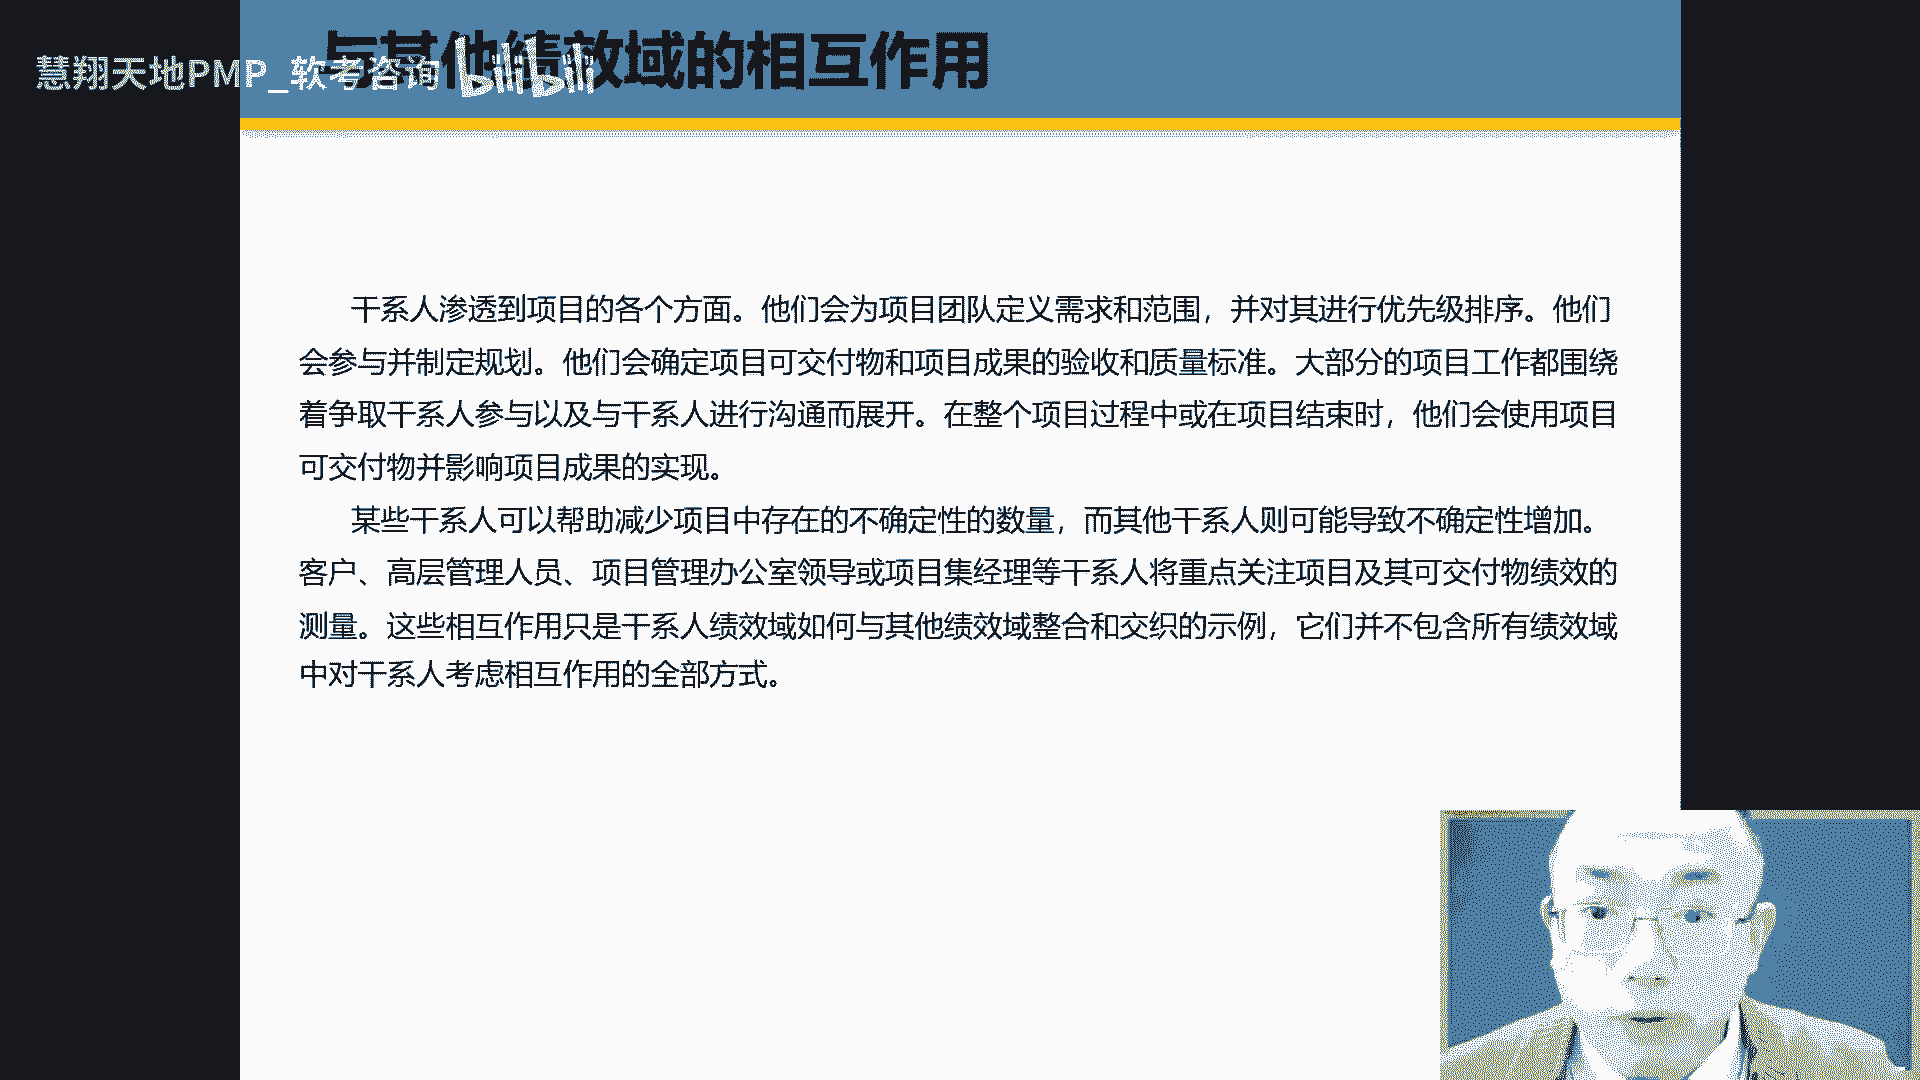 与其他绩效域的相互作用
慧翔天地PMP_软考咨询 bilibili
干系人渗透到项目的各个方面。他们会为项目团队定义需求和范围，并对其进行优先级排序。他们
会参与并制定规划。他们会确定项目可交付物和项目成果的验收和质量标准。大部分的项目工作都围绕
着争取干系人参与以及与干系人进行沟通而展开。在整个项目过程中或在项目结束时，他们会使用项目
可交付物并影响项目成果的实现。
某些干系人可以帮助减少项目中存在的不确定性的数量，而其他干系人则可能导致不确定性增加。
客户、高层管理人员、项目管理办公室领导或项目集经理等干系人将重点关注项目及其可交付物绩效的
测量。这些相互作用只是干系人绩效域如何与其他绩效域整合和交织的示例，它们并不包含所有绩效域
中对干系人考虑相互作用的全部方式。